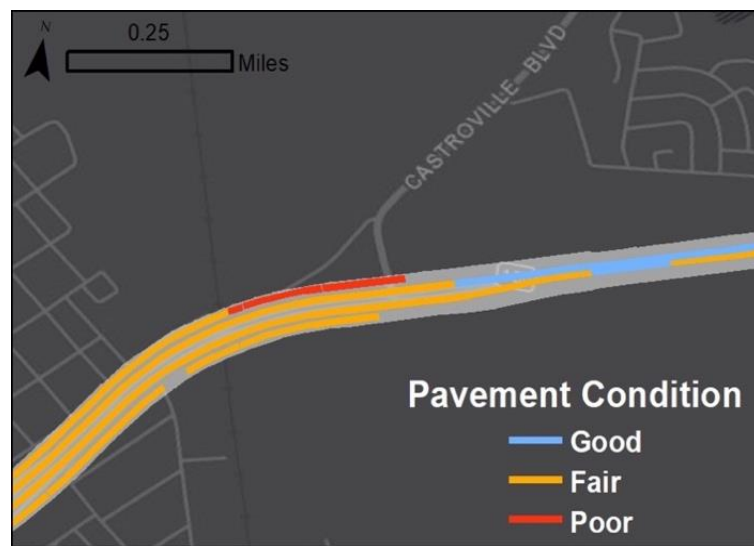 N
0.25
Miles
CASTROVILLE BLVD
Pavement Condition
Good
Fair
Poor